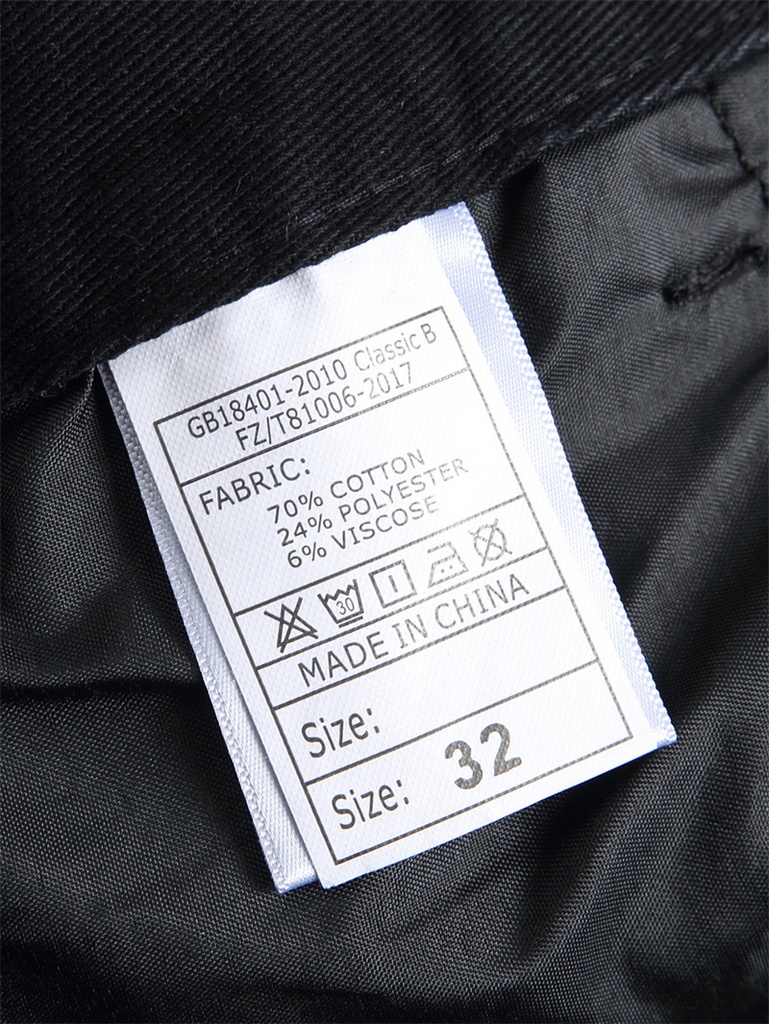 GB18401-2010 Classic B
FZ/T81006-2017
FABRIC:
70% COTTON
24% POLYESTER
6% VISCOSE
30
MADE IN CHINA
Size:
Size: 32